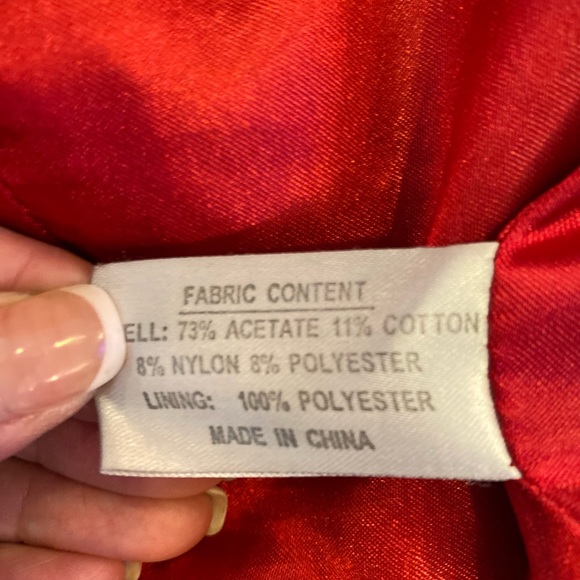 FABRIC CONTENT
ELL: 73% ACETATE 11% COTTON
8% NYLON 8% POLYESTER
LINING: 100% POLYESTER
MADE IN CHINA